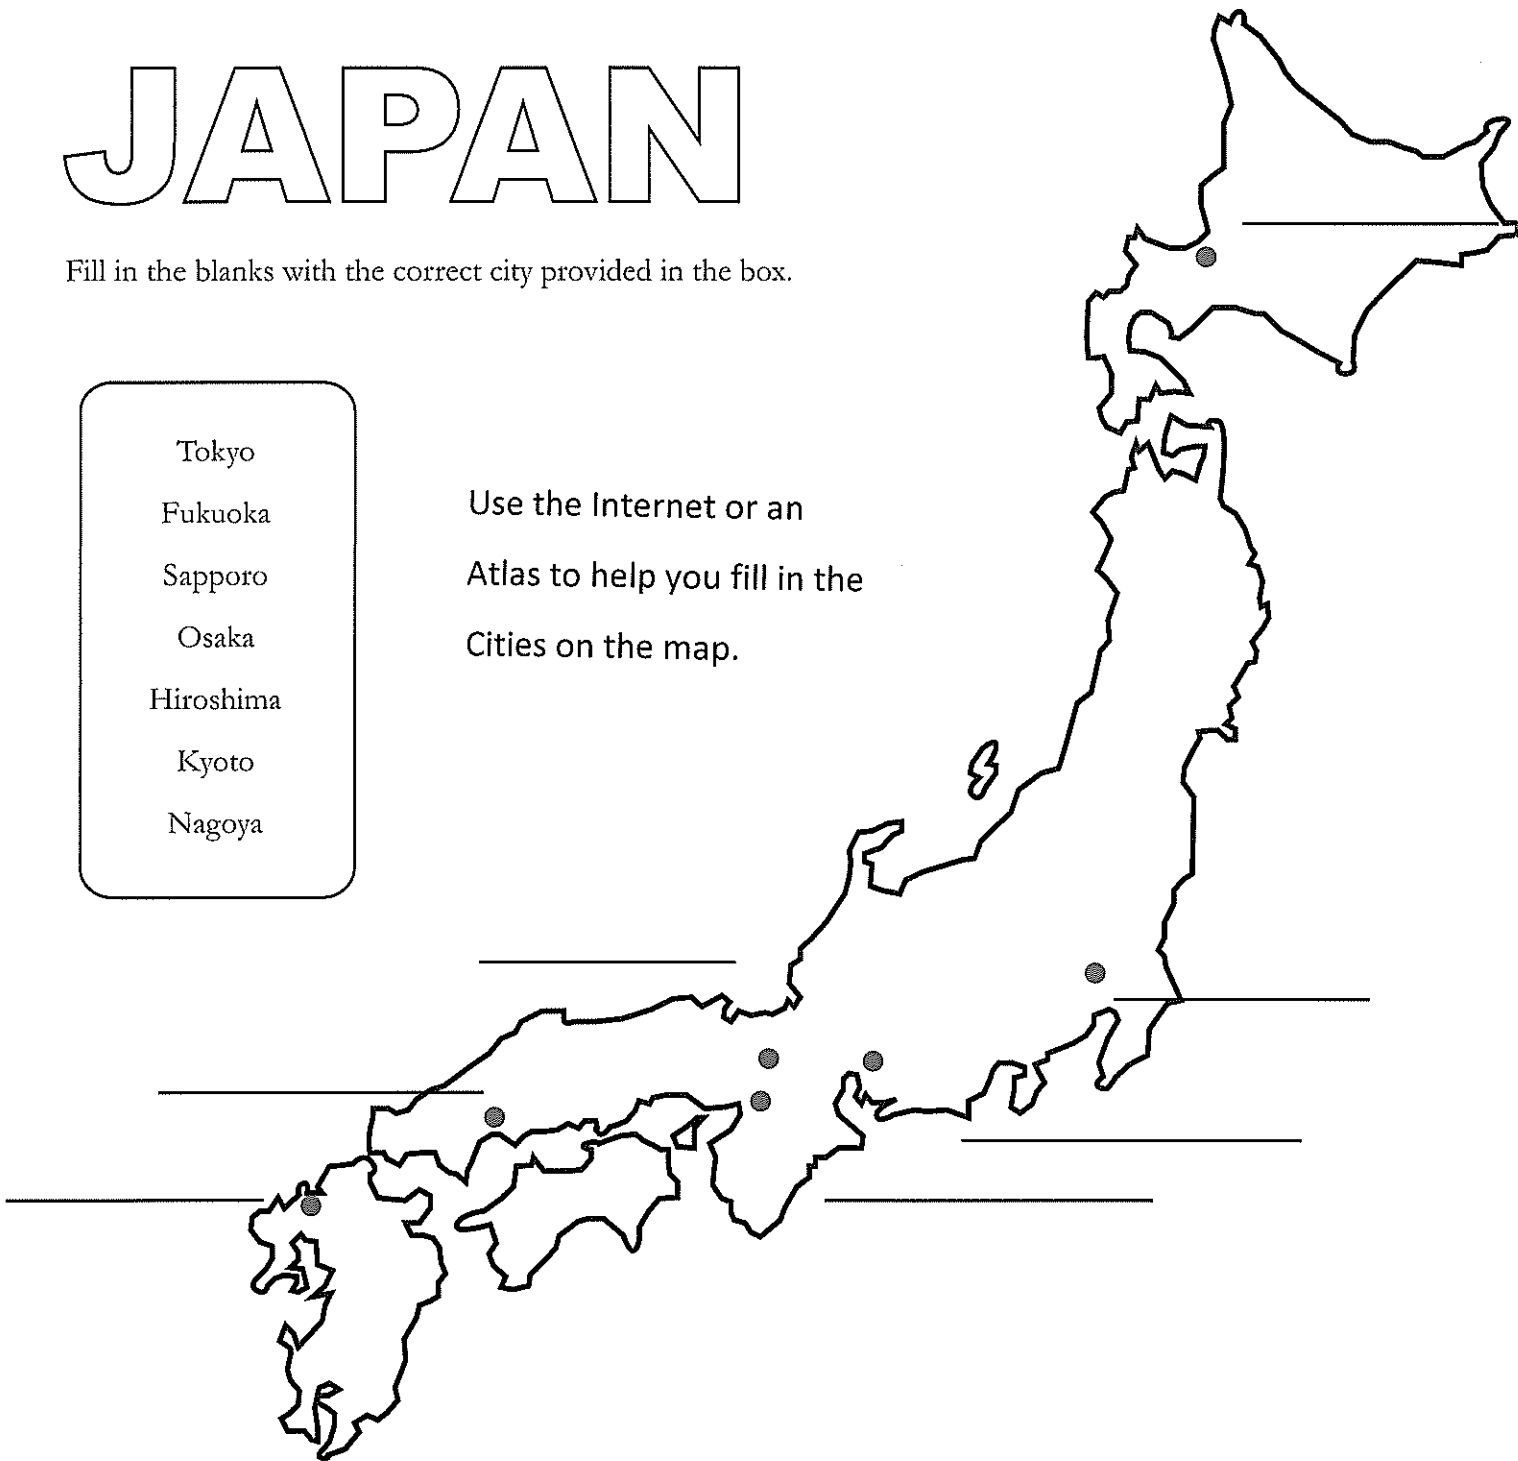 JAPAN
Fill in the blanks with the correct city provided in the box.
Tokyo
Fukuoka
Sapporo
Osaka
Hiroshima
Kyoto
Nagoya
Use the Internet or an
Atlas to help you fill in the
Cities on the map.